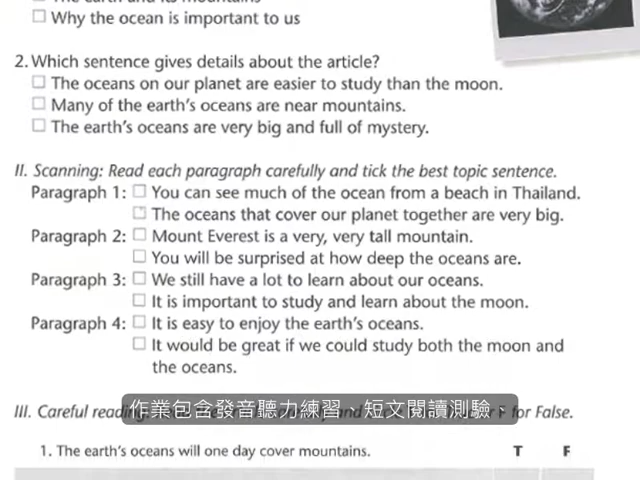 Why the ocean is important to us
2. Which sentence gives details about the article?
The oceans on our planet are easier to study than the moon.
Many of the earth's oceans are near mountains.
The earth's oceans are very big and full of mystery.
II. Scanning: Read each paragraph carefully and tick the best topic sentence.
Paragraph 1: You can see much of the ocean from a beach in Thailand.
The oceans that cover our planet together are very big.
Paragraph 2: Mount Everest is a very, very tall mountain.
You will be surprised at how deep the oceans are.
Paragraph 3: We still have a lot to learn about our oceans.
It is important to study and learn about the moon.
Paragraph 4: It is easy to enjoy the earth's oceans.
It would be great if we could study both the moon and
the oceans.
III. Careful reading
作業包含發音聽力練習、短文閱讀測驗，
F for False.
1. The earth's oceans will one day cover mountains. T F